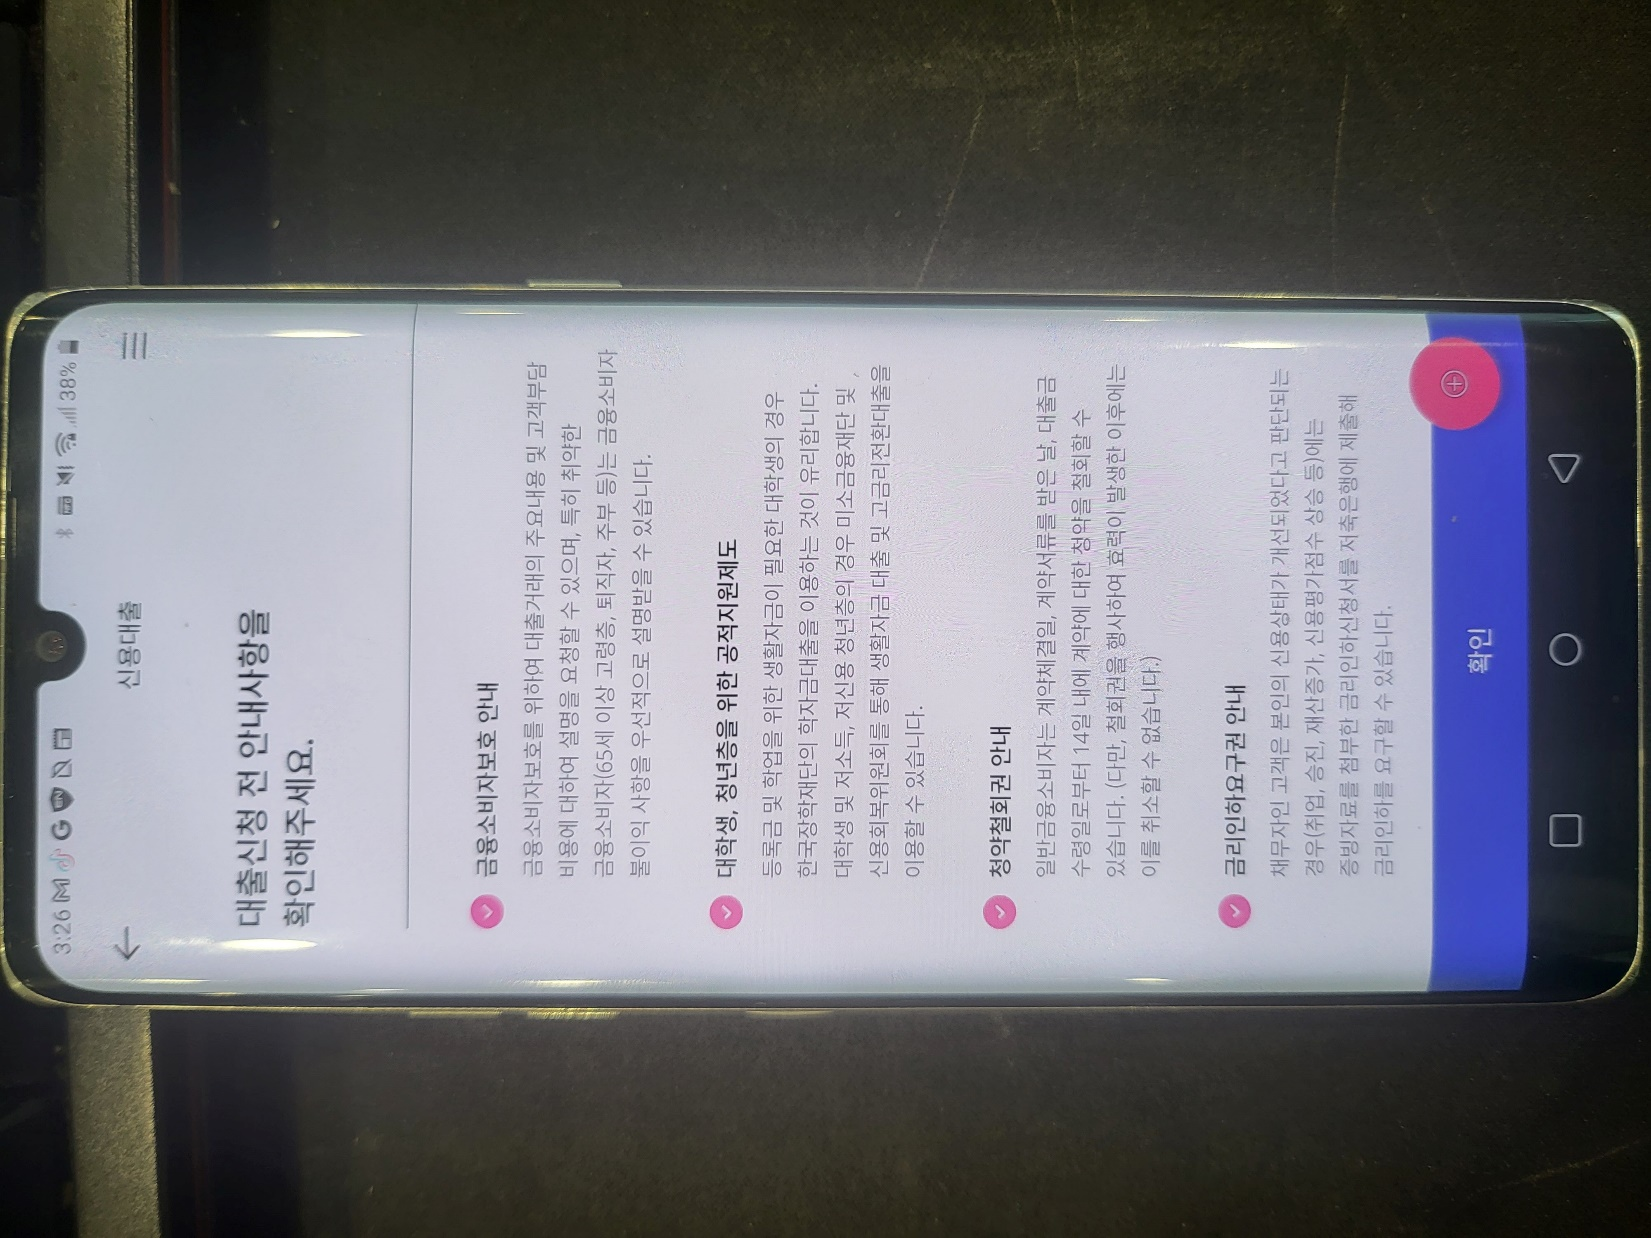 3:26
38%
신용대출
대출신청 전 안내사항을
확인해주세요.
금융소비자보호 안내
금융소비자보호를 위하여 대출거래의 주요내용 및 고객부담
비용에 대하여 설명을 요청할 수 있으며, 특히 취약한
금융소비자(65세 이상 고령층, 퇴직자, 주부 등)는 금융소비자
불이익 사항을 우선적으로 설명받을 수 있습니다.
대학생, 청년층을 위한 공적지원제도
등록금 및 학업을 위한 생활자금이 필요한 대학생의 경우
한국장학재단의 학자금대출을 이용하는 것이 유리합니다.
대학생 및 저소득, 저신용 청년층의 경우 미소금융재단 및
신용회복위원회를 통해 생활자금 대출 및 고금리전환대출을
이용할 수 있습니다.
청약철회권 안내
일반금융소비자는 계약체결일, 계약서류를 받은 날, 대출금
수령일로부터 14일 내에 계약에 대한 청약을 철회할 수
있습니다. (다만, 철회권을 행사하여 효력이 발생한 이후에는
이를 취소할 수 없습니다.)
금리인하요구권 안내
채무자인 고객은 본인의 신용상태가 개선되었다고 판단되는
경우(취업, 승진, 재산증가, 신용평가점수 상승 등)에는
증빙자료를 첨부한 금리인하신청서를 저축은행에 제출해
금리인하를 요구할 수 있습니다.
확인